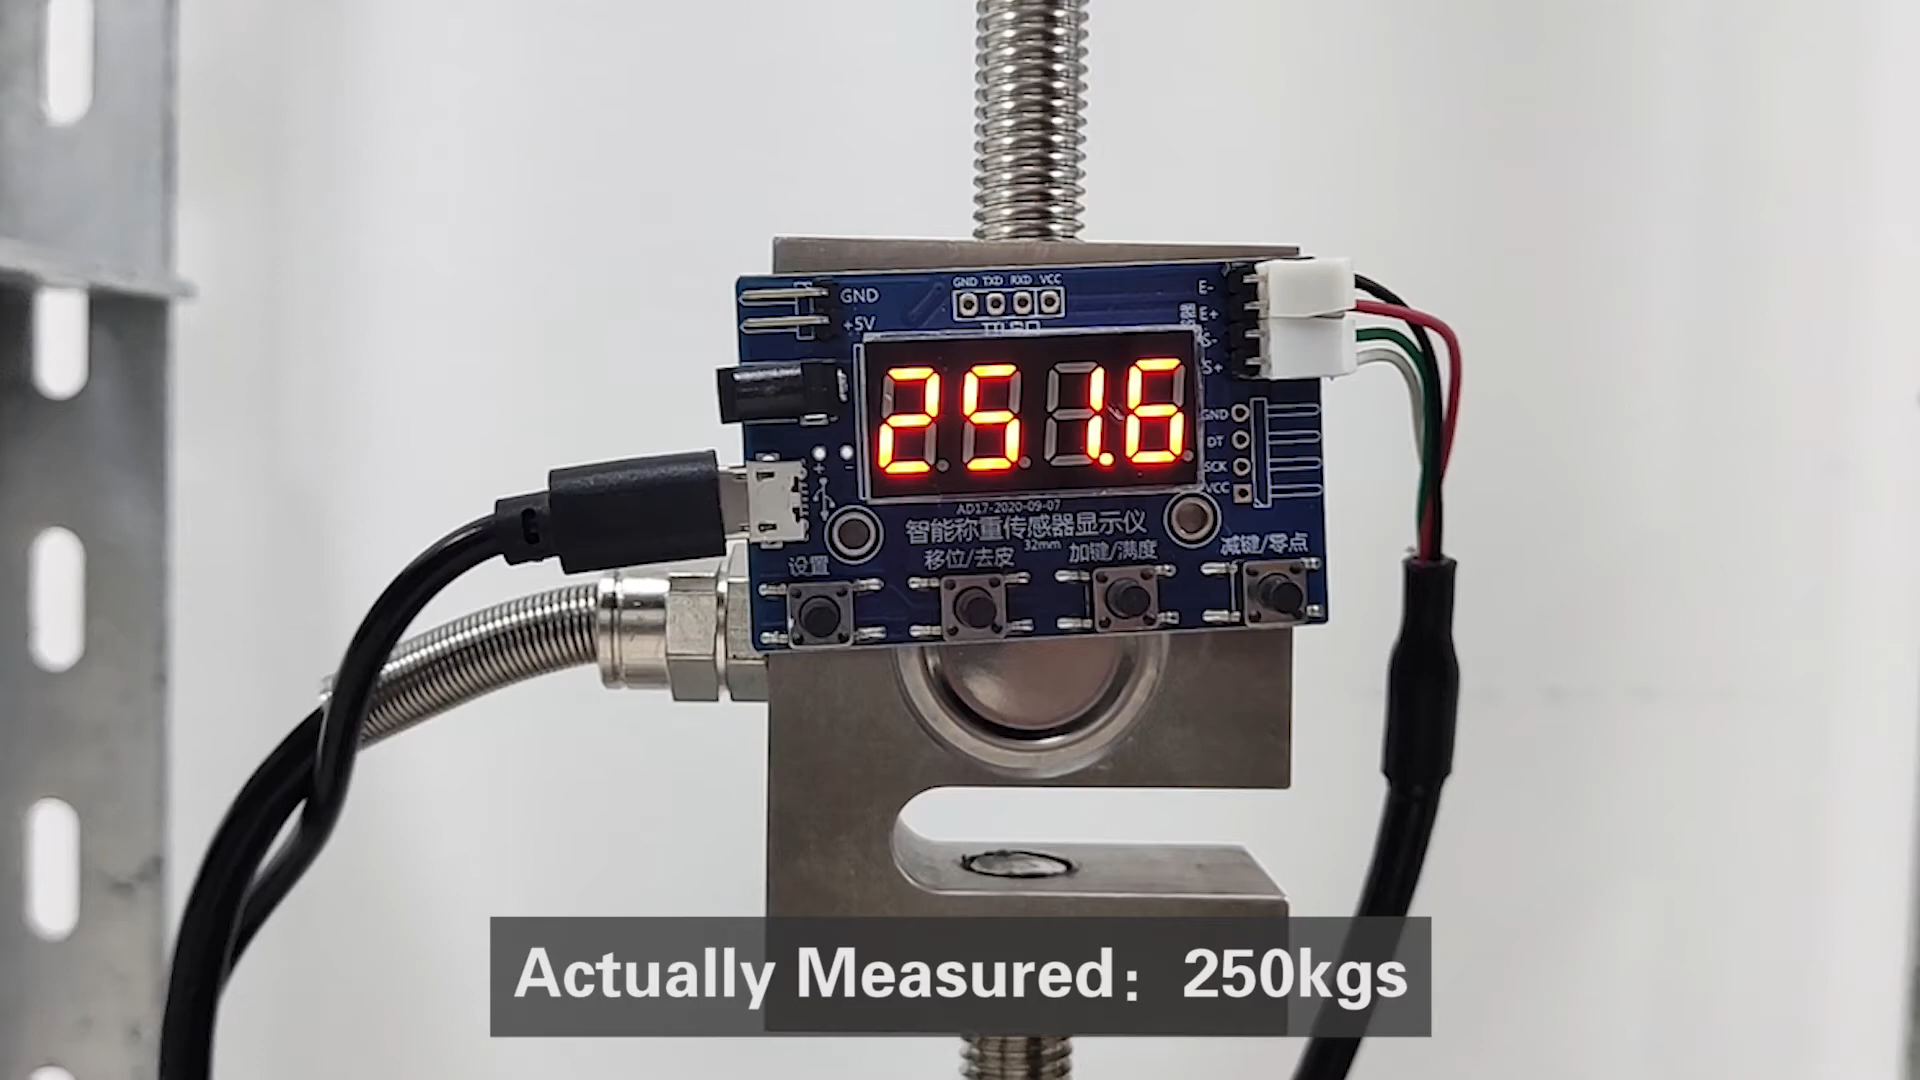 GND TXD RXD VCC
GND
+5V
E-
E+
S-
S+
251.6
GND
DT
SCK
VCC
+ -
AD17-2020-09-07
智能称重传感器显示仪
32mm
设置
移位/去皮
加键/满度
减键/零点
Actually Measured：250kgs